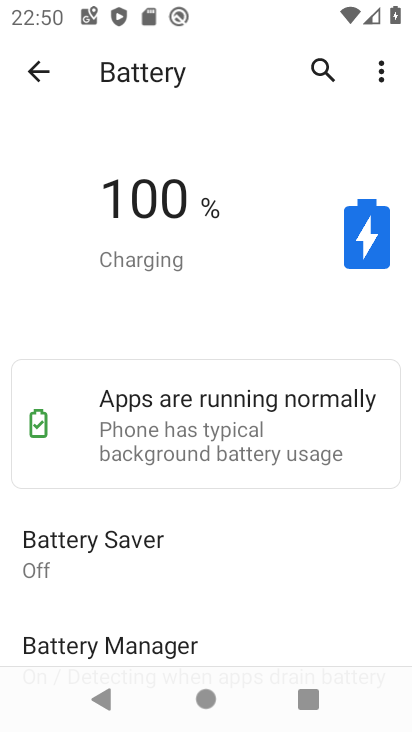 22:50
Battery
100 %
Charging
Apps are running normally
Phone has typical
background battery usage
Battery Saver
Off
Battery Manager
On / Detecting when apps drain battery